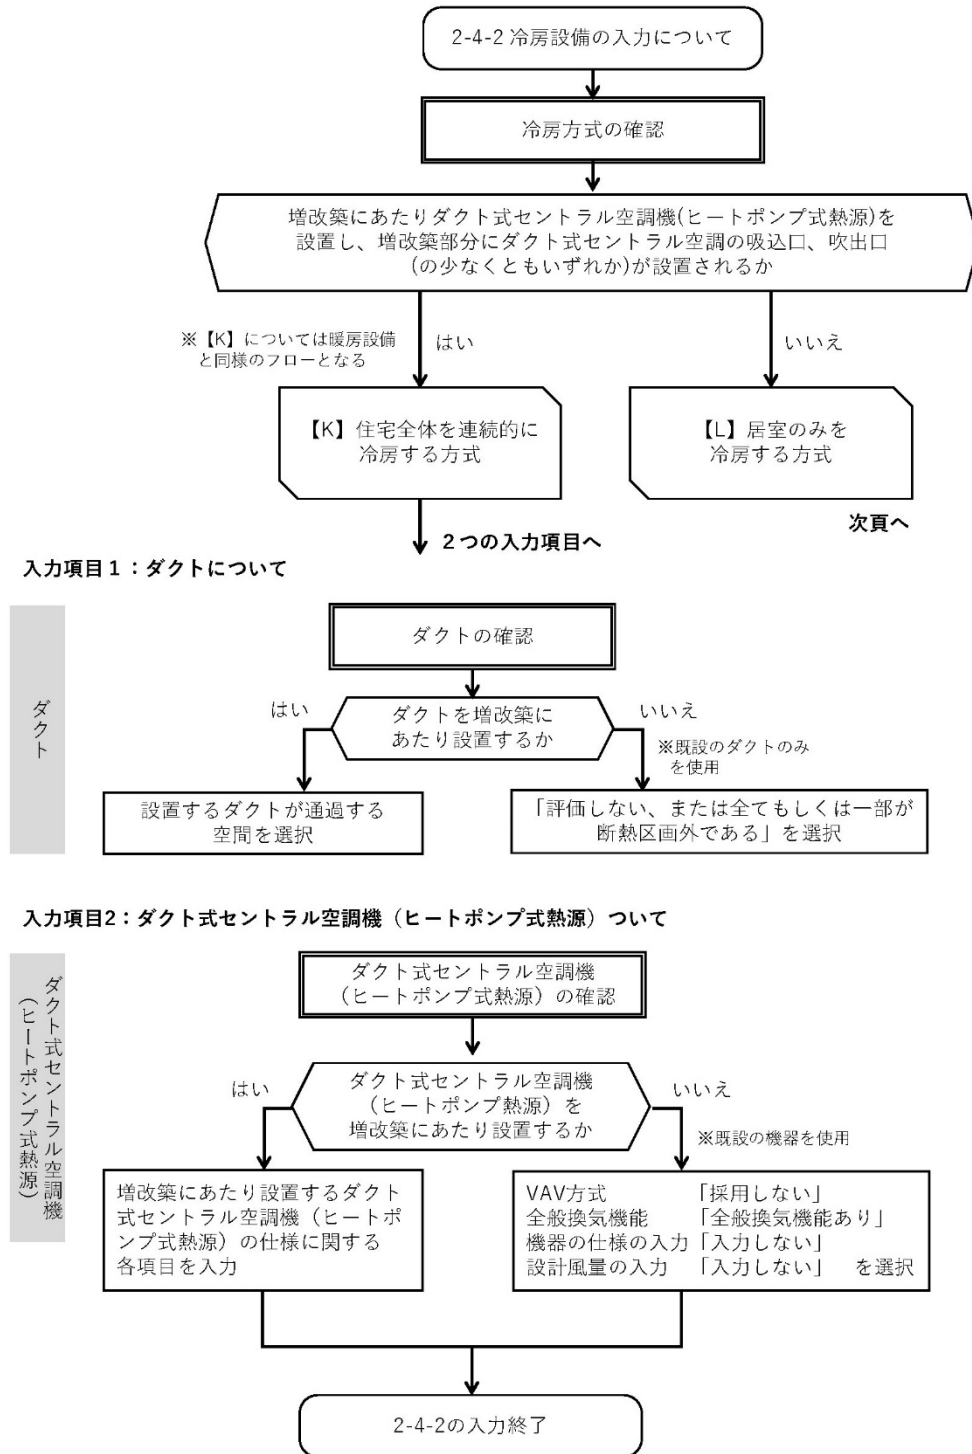 2-4-2 冷房設備の入力について
冷房方式の確認
増改築にあたりダクト式セントラル空調機(ヒートポンプ式熱源)を
設置し、増改築部分にダクト式セントラル空調の吸込口、吹出口
(の少なくともいずれか)が設置されるか
※【K】については暖房設備
と同様のフローとなる
はい
いいえ
【K】住宅全体を連続的に
冷房する方式
【L】居室のみを
冷房する方式
次頁へ
２つの入力項目へ
入力項目１：ダクトについて
ダクト
ダクトの確認
はい
ダクトを増改築に
あたり設置するか
いいえ
※既設のダクトのみ
を使用
設置するダクトが通過する
空間を選択
「評価しない、または全てもしくは一部が
断熱区画外である」を選択
入力項目2：ダクト式セントラル空調機（ヒートポンプ式熱源）ついて
ダクト式セントラル空調機
（ヒートポンプ式熱源）
ダクト式セントラル空調機
（ヒートポンプ式熱源）の確認
はい
ダクト式セントラル空調機
（ヒートポンプ熱源）を
増改築にあたり設置するか
いいえ
※既設の機器を使用
増改築にあたり設置するダクト
式セントラル空調機（ヒートポ
ンプ式熱源）の仕様に関する
各項目を入力
VAV方式 「採用しない」
全般換気機能 「全般換気機能あり」
機器の仕様の入力 「入力しない」
設計風量の入力 「入力しない」 を選択
2-4-2の入力終了